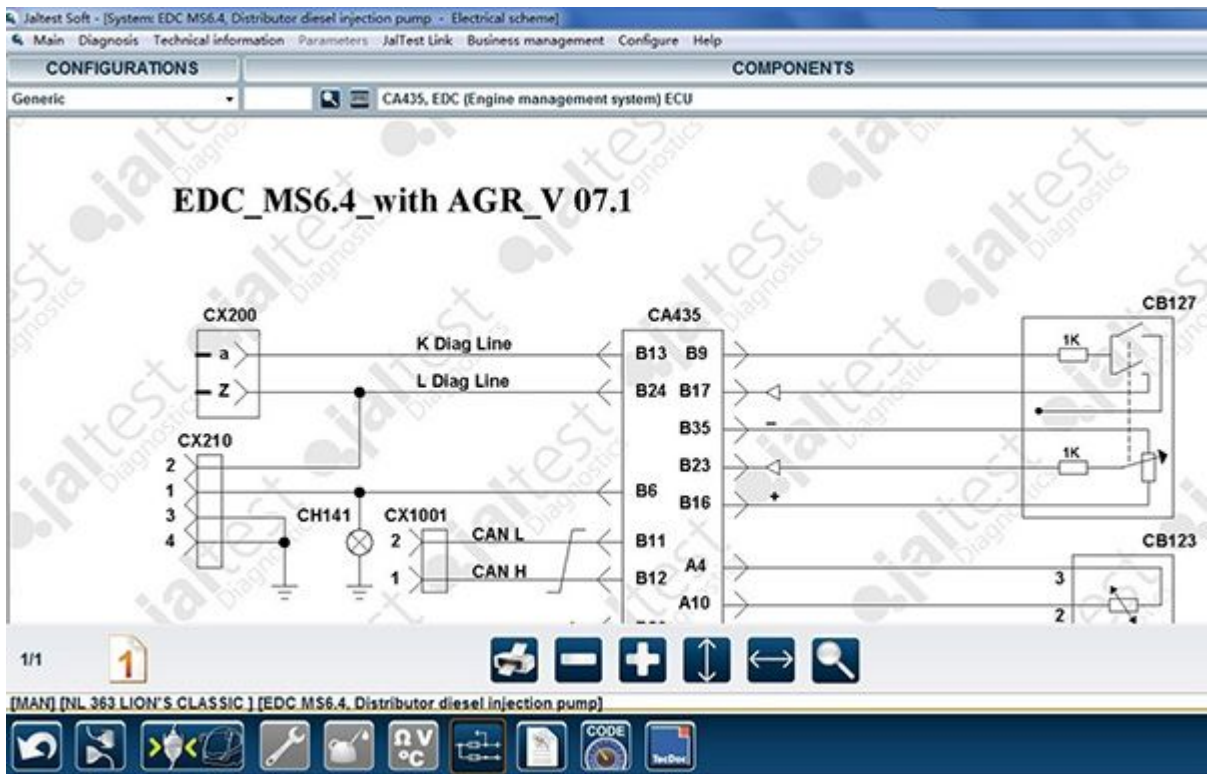 Jaltest Soft - [System: EDC MS6.4, Distributor diesel injection pump - Electrical scheme]
Main Diagnosis Technical information Parameters JalTest Link Business management Configure Help
CONFIGURATIONS COMPONENTS
Generic CA435, EDC (Engine management system) ECU
EDC_MS6.4_with AGR_V 07.1
CX200 CA435 CB127
a K Diag Line B13 B9 1K
Z L Diag Line B24 B17
B35 -
CX210
2 B23 1K
1 B6 B16 +
3 CH141 CX1001
4 2 CAN L B11 CB123
1 CAN H B12 A4 3
A10 2
jaltest Diagnostics
1/1 1
[MAN] [NL 363 LION'S CLASSIC ] [EDC MS6.4, Distributor diesel injection pump]
Ω V °C CODE TecDoc